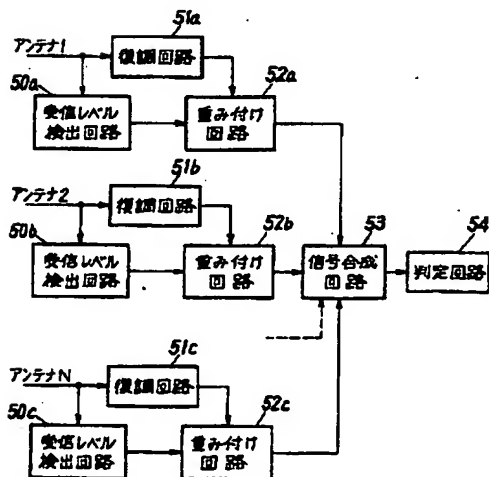 51a
アンテナ1
復調回路
50a
52a
受信レベル
検出回路
重み付け
回路
51b
アンテナ2
復調回路
50b
52b
53
54
受信レベル
検出回路
重み付け
回路
信号合成
回路
判定回路
51c
アンテナN
復調回路
50c
52c
受信レベル
検出回路
重み付け
回路